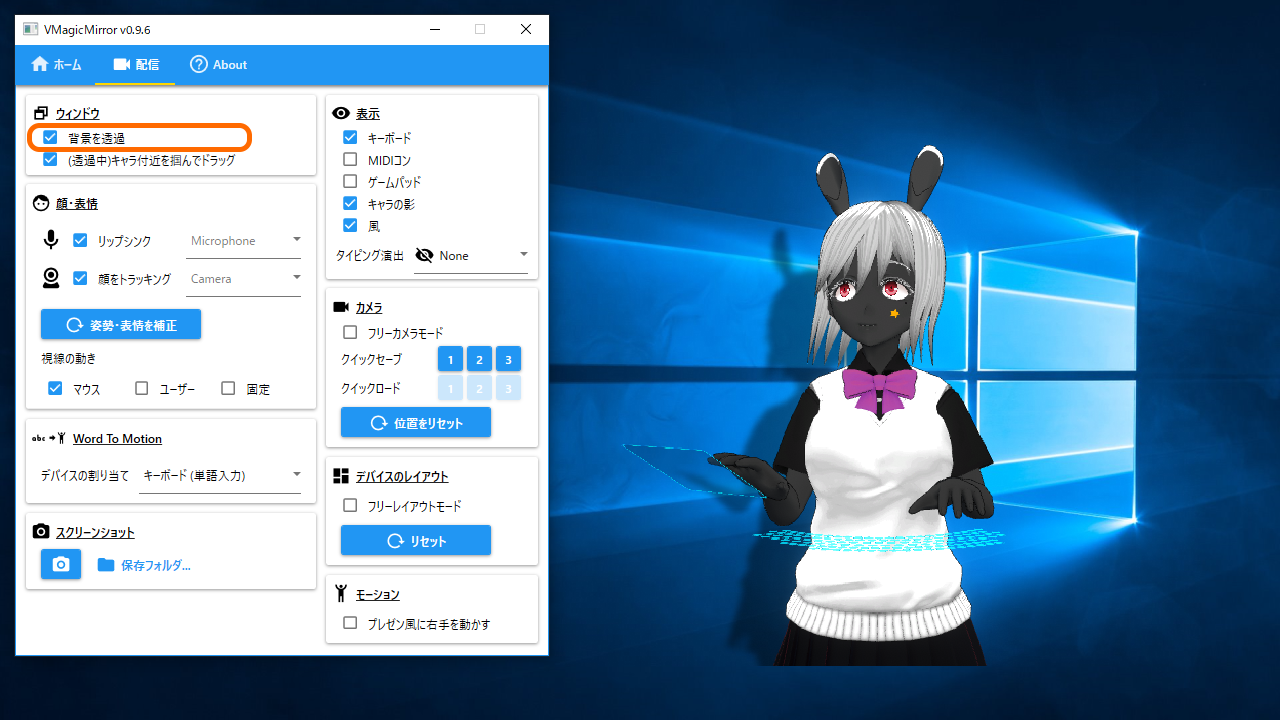 VMagicMirror v0.9.6
ホーム
配信
About
ウィンドウ
背景を透過
(透過中)キャラ付近を掴んでドラッグ
顔・表情
リップシンク Microphone
顔をトラッキング Camera
姿勢・表情を補正
視線の動き
マウス ユーザー 固定
abc Word To Motion
デバイスの割り当て キーボード (単語入力)
スクリーンショット
保存フォルダ...
表示
キーボード
MIDIコン
ゲームパッド
キャラの影
風
タイピング演出 None
カメラ
フリーカメラモード
クイックセーブ 1 2 3
クイックロード 1 2 3
位置をリセット
デバイスのレイアウト
フリーレイアウトモード
リセット
モーション
プレゼン風に右手を動かす